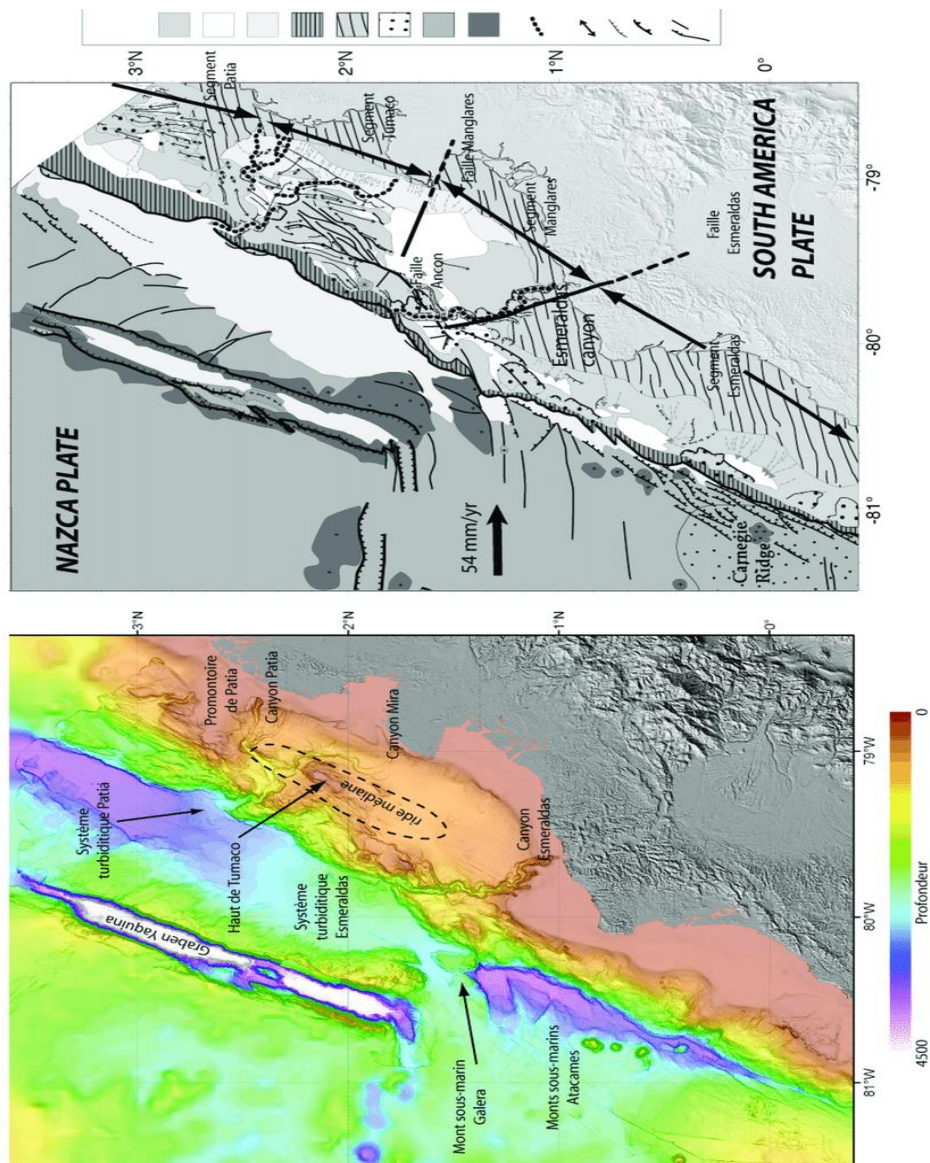 3°N
2°N
1°N
0°
Segment
Patia
Segment
Tumaco
Faille Manglares
Segment
Manglares
Faille
Ancon
Esmeraldas
canyon
Faille
Esmeraldas
Segment
Esmeraldas
SOUTH AMERICA
PLATE
NAZCA PLATE
54 mm/yr
Carnegie
Ridge
-79°
-80°
-81°
3°N
2°N
1°N
0°
Promontoire
de Patia
Canyon Patia
Canyon Mira
ride médiane
Système
turbiditique Patia
Haut de Tumaco
Système
turbiditique
Esmeraldas
Canyon
Esmeraldas
Graben Yaquina
Mont sous-marin
Galera
Monts sous-marins
Atacames
79°W
80°W
81°W
0
Profondeur
4500